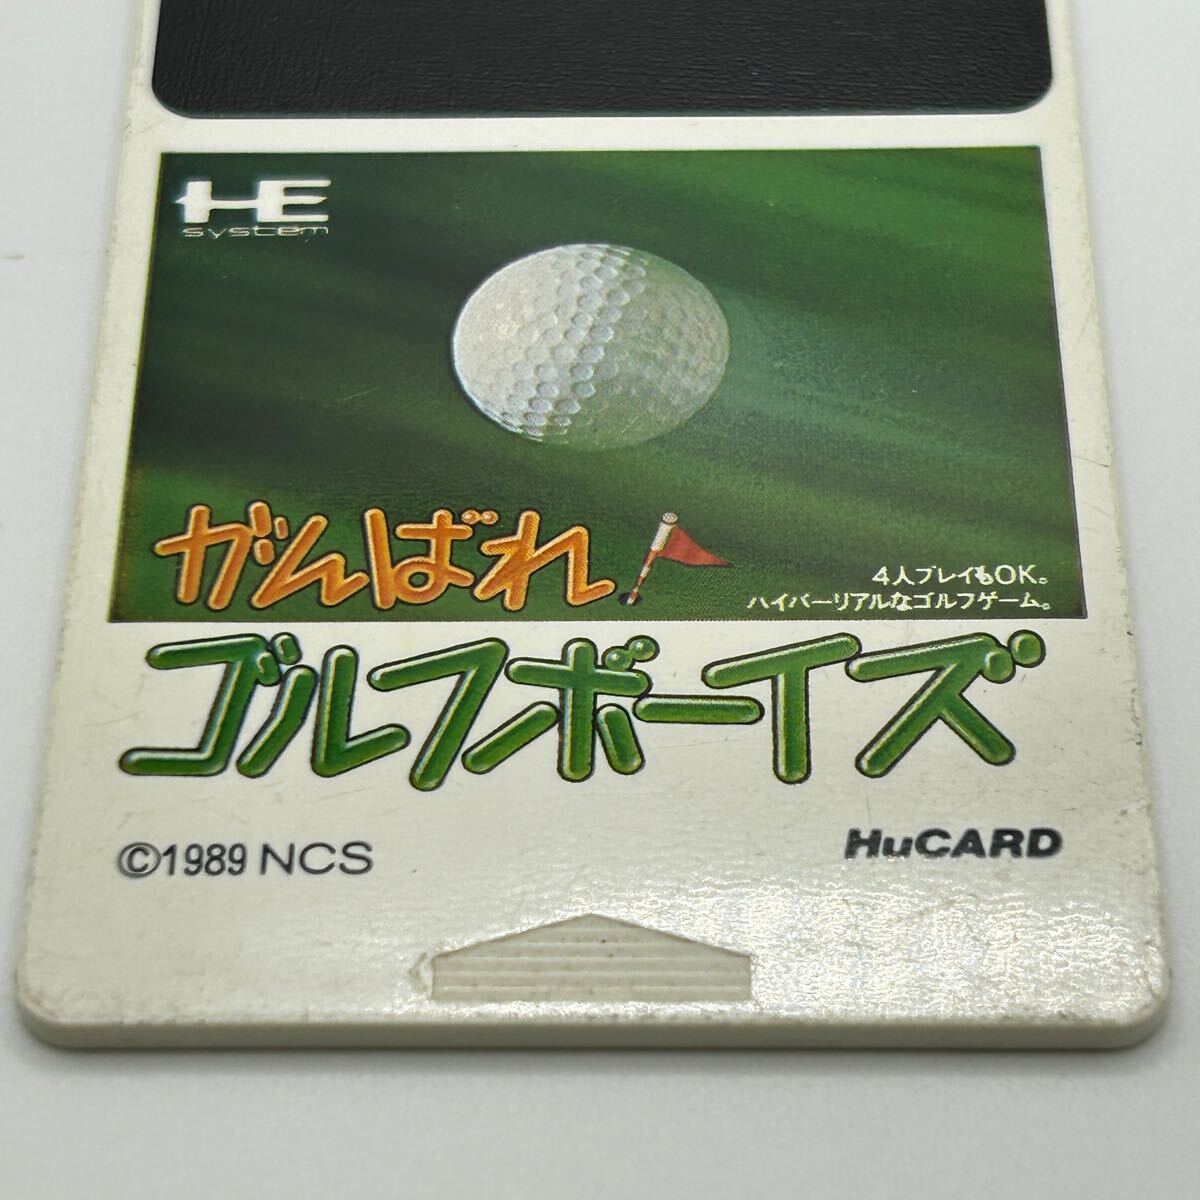 HE
system
がんばれ!
4人プレイもOK。
ハイパーリアルなゴルフゲーム。
ゴルフボーイズ
©1989 NCS
HuCARD